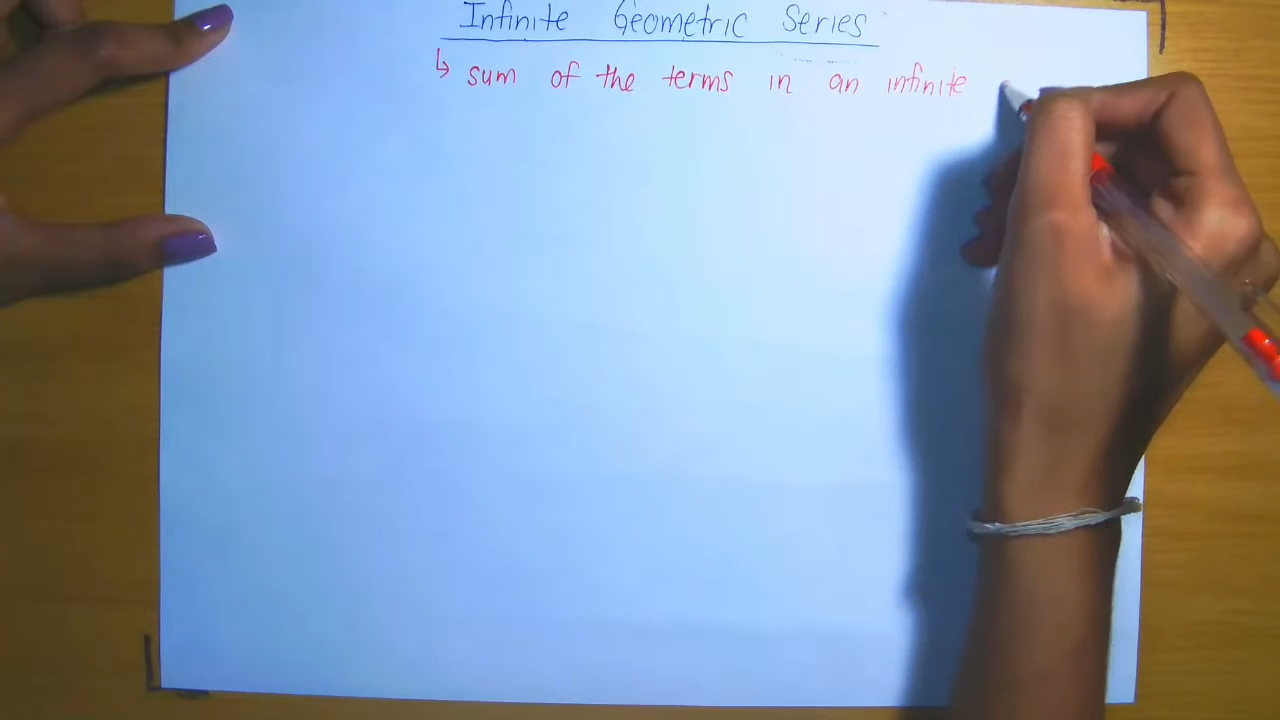 Infinite Geometric Series
↳ sum of the terms in an infinite